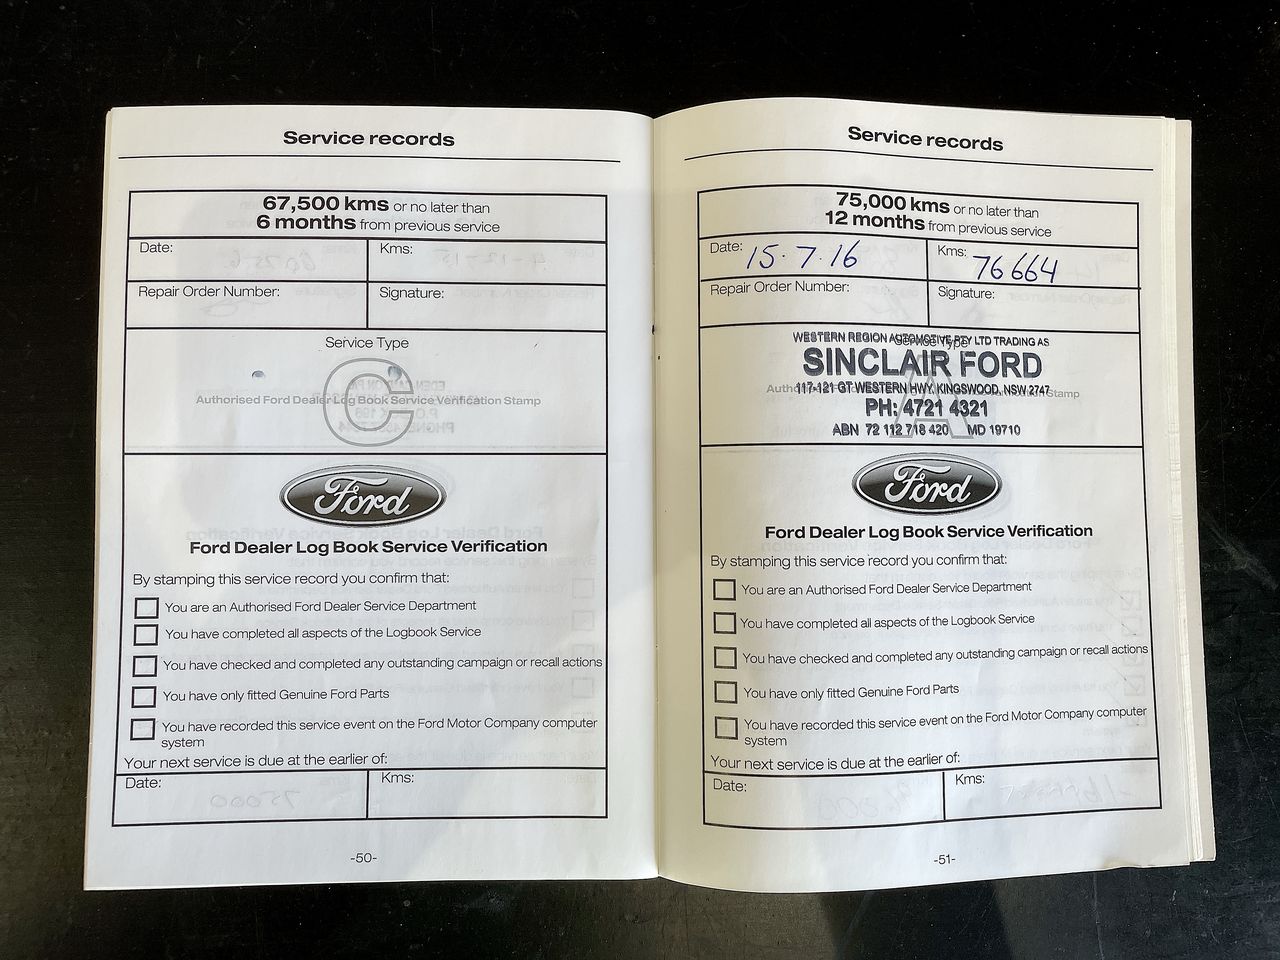 Service records
67,500 kms or no later than
6 months from previous service
Date:
Kms:
Repair Order Number:
Signature:
Service Type
C
Authorised Ford Dealer Log Book Service Verification Stamp
Ford
Ford Dealer Log Book Service Verification
By stamping this service record you confirm that:
You are an Authorised Ford Dealer Service Department
You have completed all aspects of the Logbook Service
You have checked and completed any outstanding campaign or recall actions
You have only fitted Genuine Ford Parts
You have recorded this service event on the Ford Motor Company computer
system
Your next service is due at the earlier of:
Date:
Kms:
-50-
Service records
75,000 kms or no later than
12 months from previous service
Date: 15.7.16
Kms: 76664
Repair Order Number:
Signature:
Service Type
WESTERN REGION AUTOMOTIVE PTY LTD TRADING AS
SINCLAIR FORD
117-121 GT WESTERN HWY, KINGSWOOD, NSW 2747
PH: 4721 4321
ABN 72 112 718 420 MD 19710
A
Ford
Ford Dealer Log Book Service Verification
By stamping this service record you confirm that:
You are an Authorised Ford Dealer Service Department
You have completed all aspects of the Logbook Service
You have checked and completed any outstanding campaign or recall actions
You have only fitted Genuine Ford Parts
You have recorded this service event on the Ford Motor Company computer
system
Your next service is due at the earlier of:
Date:
Kms:
-51-